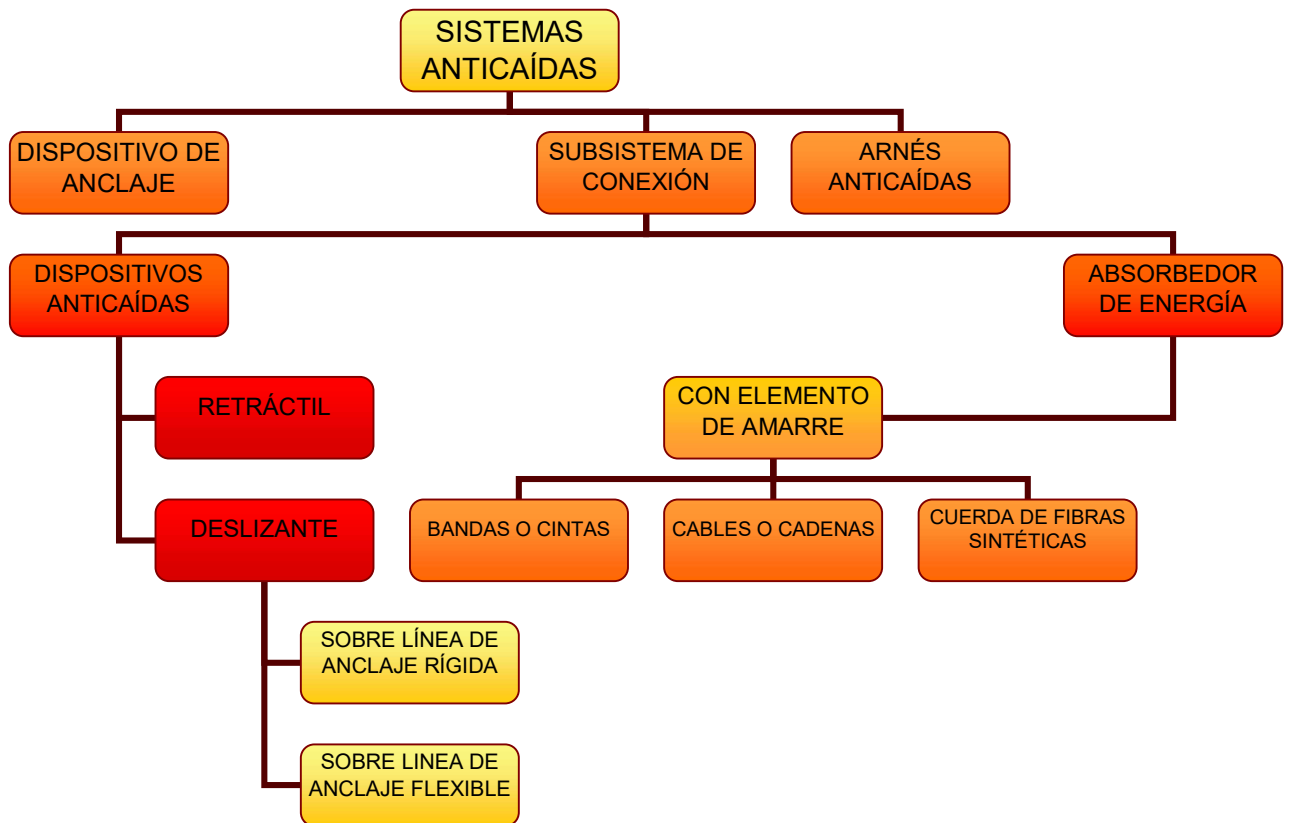 SISTEMAS
ANTICAÍDAS
DISPOSITIVO DE
ANCLAJE
SUBSISTEMA DE
CONEXIÓN
ARNÉS
ANTICAÍDAS
DISPOSITIVOS
ANTICAÍDAS
ABSORBEDOR
DE ENERGÍA
RETRÁCTIL
CON ELEMENTO
DE AMARRE
DESLIZANTE
BANDAS O CINTAS
CABLES O CADENAS
CUERDA DE FIBRAS
SINTÉTICAS
SOBRE LÍNEA DE
ANCLAJE RÍGIDA
SOBRE LINEA DE
ANCLAJE FLEXIBLE